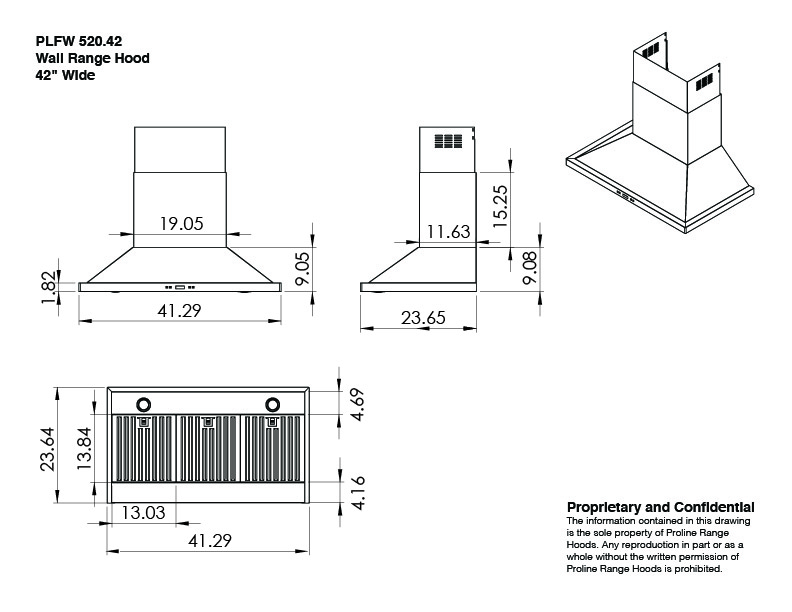 PLFW 520.42
Wall Range Hood
42" Wide
19.05
9.05
1.82
41.29
15.25
11.63
9.08
23.65
4.69
23.64
13.84
4.16
13.03
41.29
Proprietary and Confidential
The information contained in this drawing
is the sole property of Proline Range
Hoods. Any reproduction in part or as a
whole without the written permission of
Proline Range Hoods is prohibited.